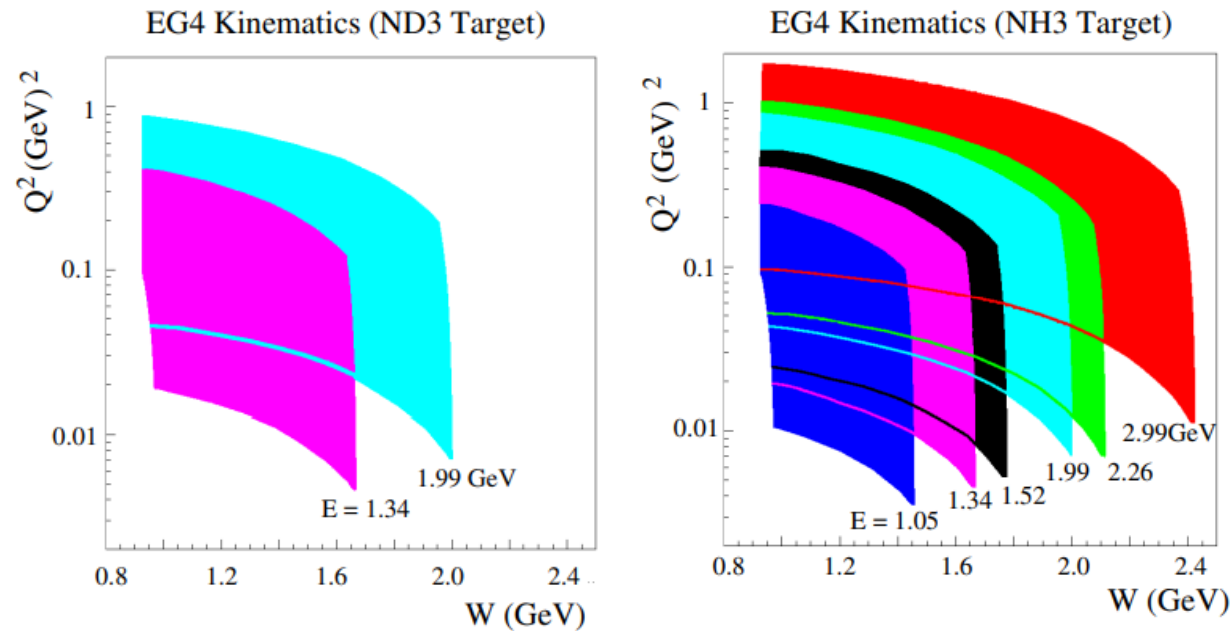 EG4 Kinematics (ND3 Target)
Q² (GeV)²
1
0.1
0.01
1.99 GeV
E = 1.34
0.8 1.2 1.6 2.0 2.4
W (GeV)
EG4 Kinematics (NH3 Target)
Q² (GeV)²
1
0.1
0.01
2.99GeV
2.26
1.99
1.52
1.34
E = 1.05
0.8 1.2 1.6 2.0 2.4
W (GeV)